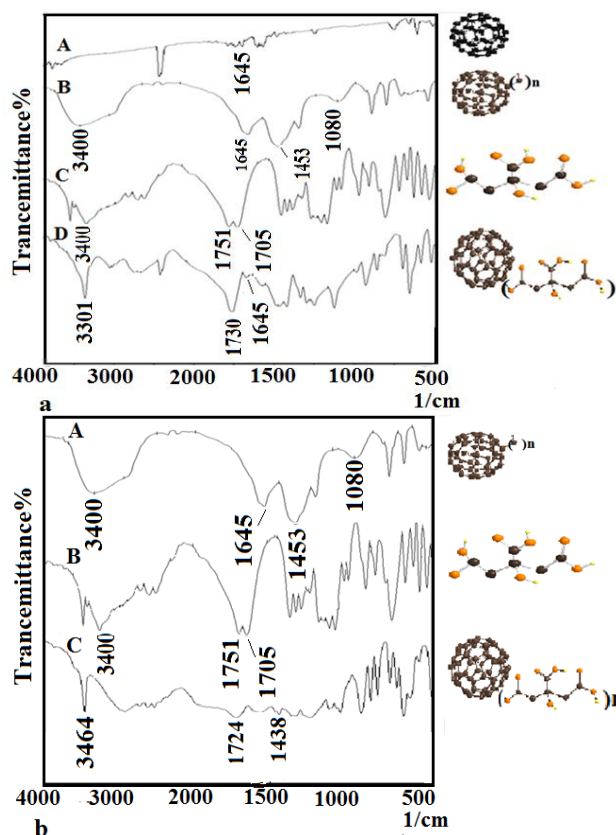 Trancemittance%
A
1645
B
3400
1645
1453
1080
C
3400
1751
1705
D
3301
1730
1645
4000 3000 2000 1500 1000 500
1/cm
a
( )n
( )
Trancemittance%
A
3400
1645
1453
1080
B
3400
1751
1705
C
3464
1724
1438
4000 3000 2000 1500 1000 500
1/cm
b
( )n
( )